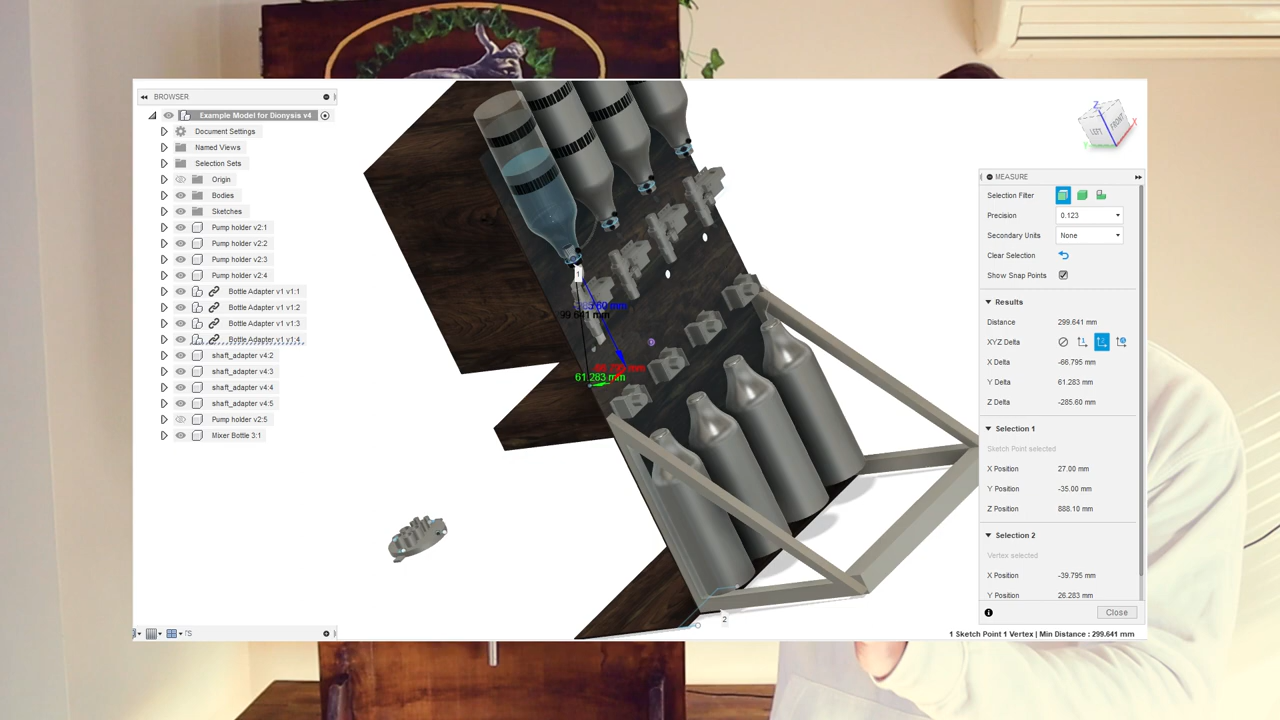 BROWSER
Example Model for Dionysis v4
Document Settings
Named Views
Selection Sets
Origin
Bodies
Sketches
Pump holder v2:1
Pump holder v2:2
Pump holder v2:3
Pump holder v2:4
Bottle Adapter v1 v1:1
Bottle Adapter v1 v1:2
Bottle Adapter v1 v1:3
Bottle Adapter v1 v1:4
shaft_adapter v4:2
shaft_adapter v4:3
shaft_adapter v4:4
shaft_adapter v4:5
Pump holder v2:5
Mixer Bottle 3:1
1
61.283 mm
2
Z
LEFT
FRONT
X
Y
MEASURE
Selection Filter
Precision 0.123
Secondary Units None
Clear Selection
Show Snap Points
Results
Distance 299.641 mm
XYZ Delta
X Delta -66.795 mm
Y Delta 61.283 mm
Z Delta -285.60 mm
Selection 1
Sketch Point selected
X Position 27.00 mm
Y Position -35.00 mm
Z Position 888.10 mm
Selection 2
Vertex selected
X Position -39.795 mm
Y Position 26.283 mm
Close
1 Sketch Point 1 Vertex | Min Distance : 299.641 mm